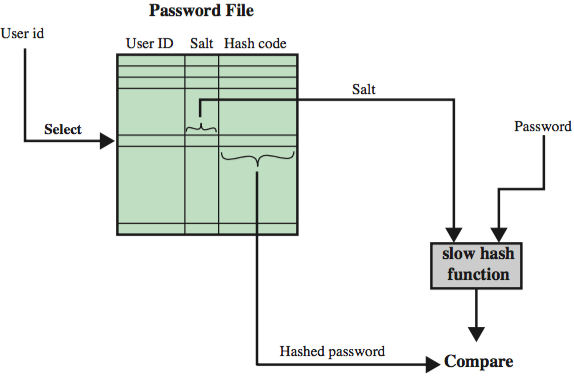 Password File
User id
User ID Salt Hash code
Salt
Select
Password
slow hash
function
Hashed password
Compare